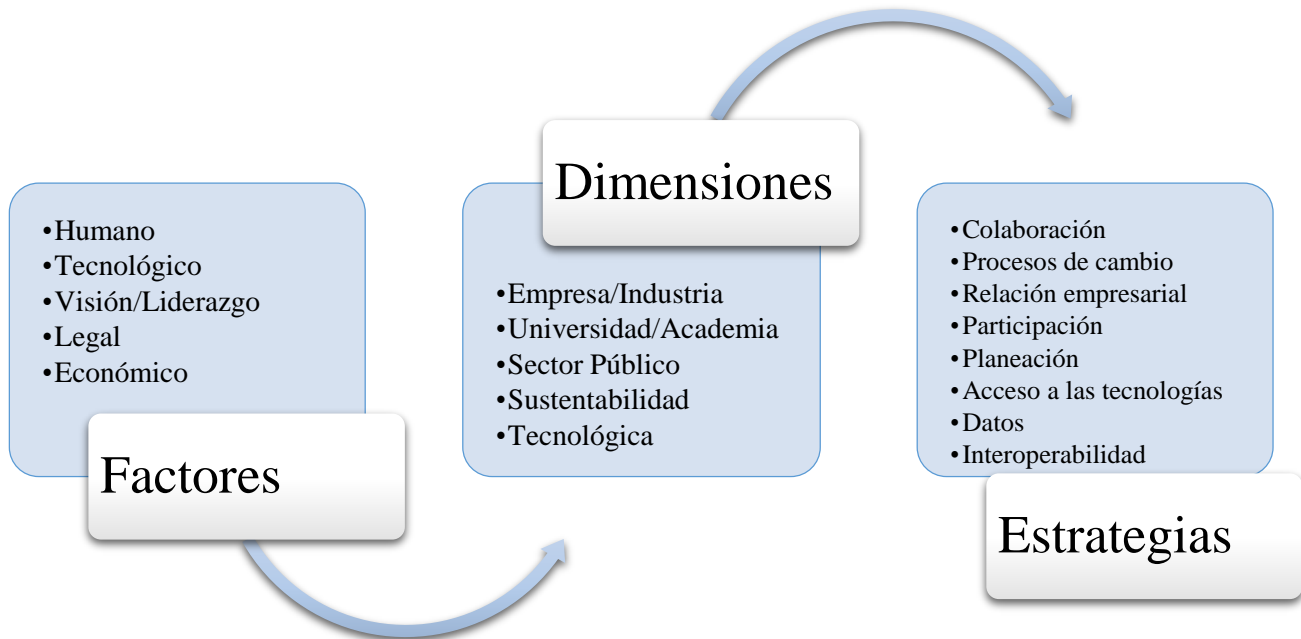 •Humano
•Tecnológico
•Visión/Liderazgo
•Legal
•Económico
Factores
Dimensiones
•Empresa/Industria
•Universidad/Academia
•Sector Público
•Sustentabilidad
•Tecnológica
•Colaboración
•Procesos de cambio
•Relación empresarial
•Participación
•Planeación
•Acceso a las tecnologías
•Datos
•Interoperabilidad
Estrategias